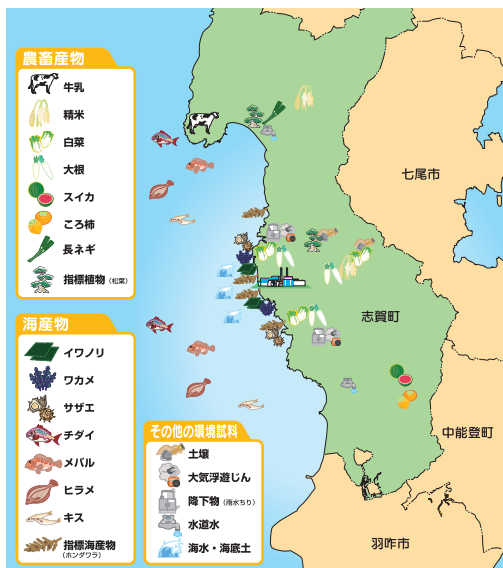 農畜産物
牛乳
精米
白菜
大根
スイカ
ころ柿
長ネギ
指標植物(松葉)
海産物
イワノリ
ワカメ
サザエ
チダイ
メバル
ヒラメ
キス
指標海産物
(ホンダワラ)
その他の環境試料
土壌
大気浮遊じん
降下物(雨水ちり)
水道水
海水・海底土
七尾市
志賀町
中能登町
羽咋市